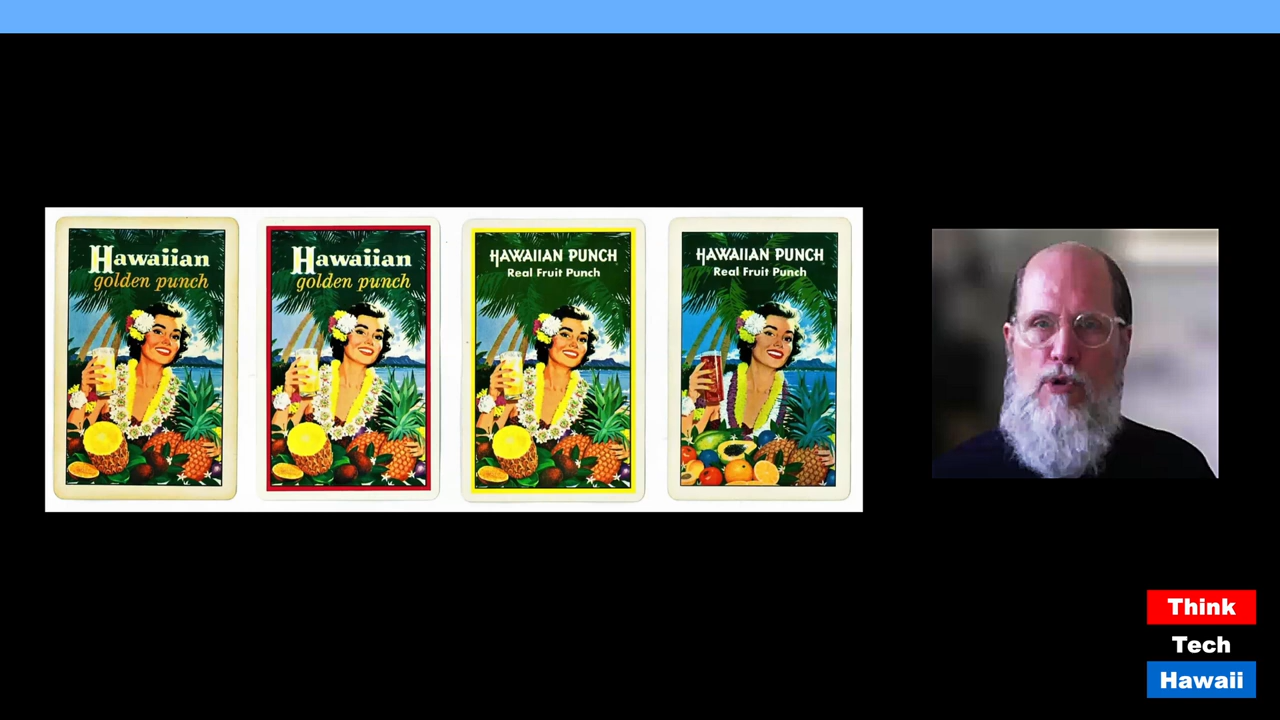 Hawaiian
golden punch
Hawaiian
golden punch
HAWAIIAN PUNCH
Real Fruit Punch
HAWAIIAN PUNCH
Real Fruit Punch
Think
Tech
Hawaii